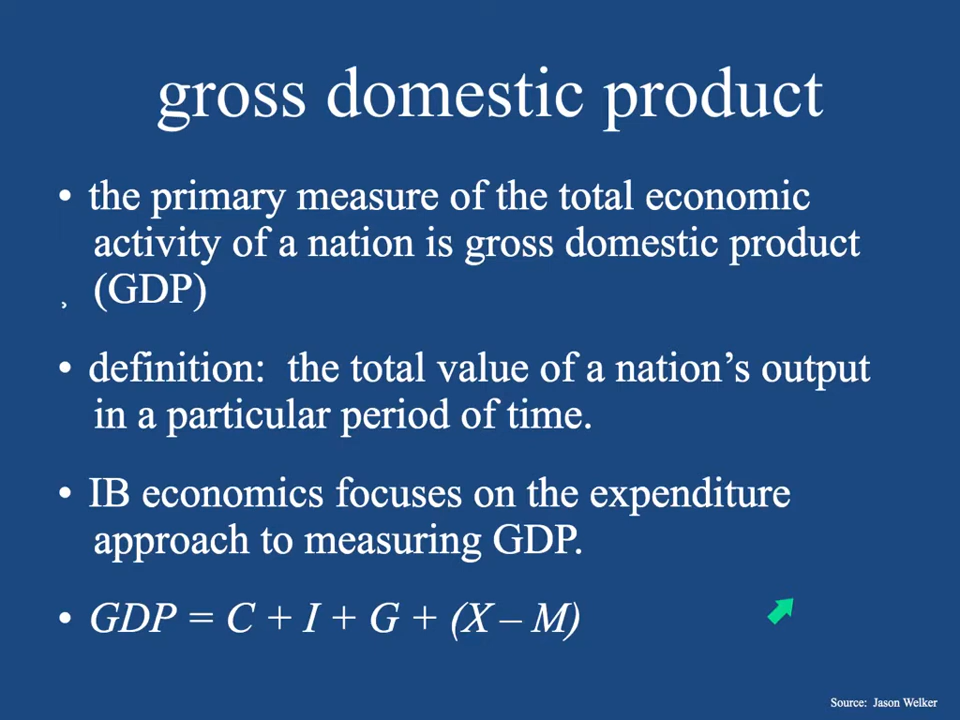 gross domestic product
• the primary measure of the total economic
activity of a nation is gross domestic product
(GDP)
• definition:  the total value of a nation’s output
in a particular period of time.
• IB economics focuses on the expenditure
approach to measuring GDP.
• GDP = C + I + G + (X – M)
Source:  Jason Welker